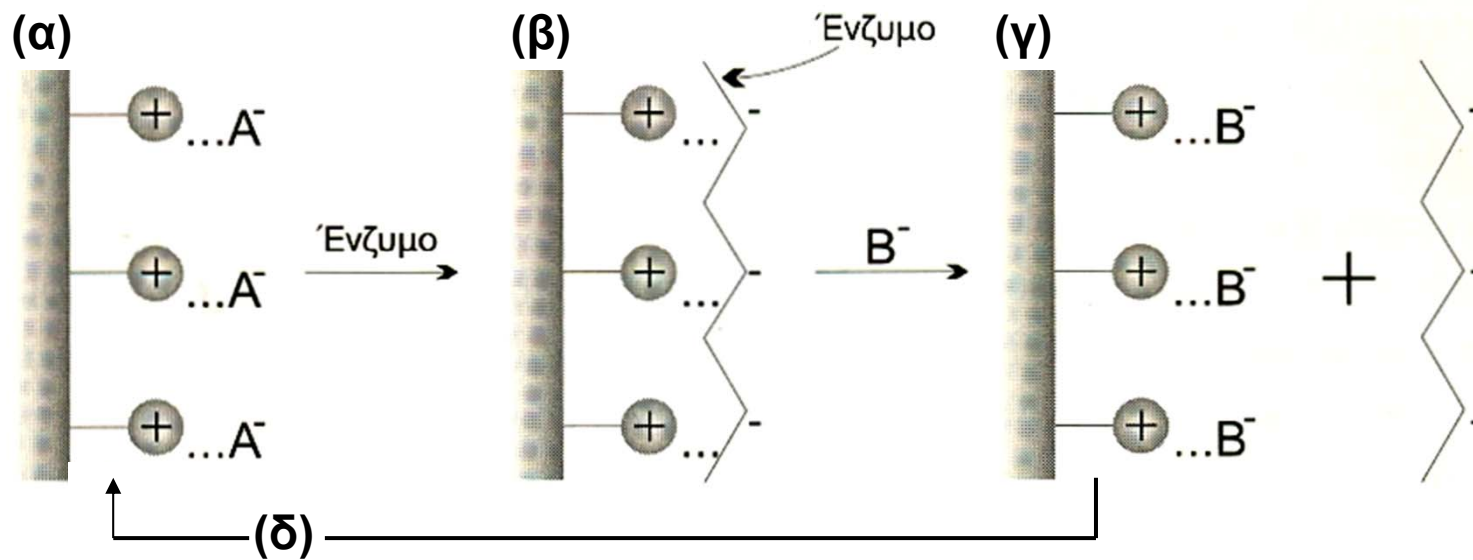 (α)
(β)
Ένζυμο
(γ)
+ ...A⁻
+ ... -
+ ...B⁻
-
+ ...A⁻
Ένζυμο
+ ... -
B⁻
+ ...B⁻
+
-
+ ...A⁻
+ ... -
+ ...B⁻
-
(δ)